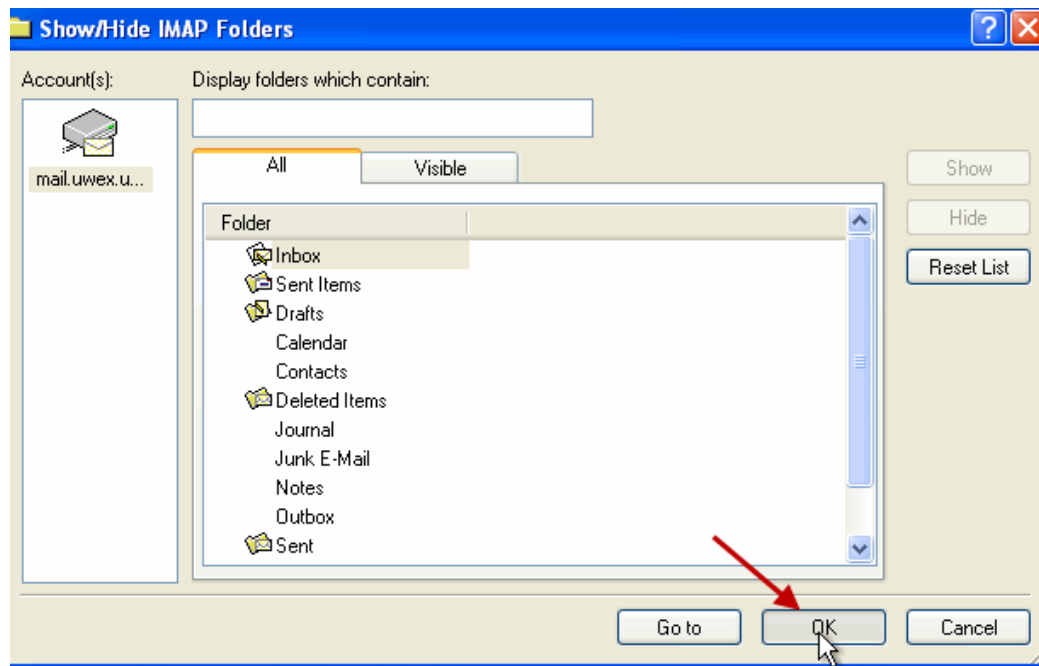 Show/Hide IMAP Folders
Account(s):
Display folders which contain:
mail.uwex.u...
All
Visible
Show
Hide
Reset List
Folder
Inbox
Sent Items
Drafts
Calendar
Contacts
Deleted Items
Journal
Junk E-Mail
Notes
Outbox
Sent
Go to
OK
Cancel